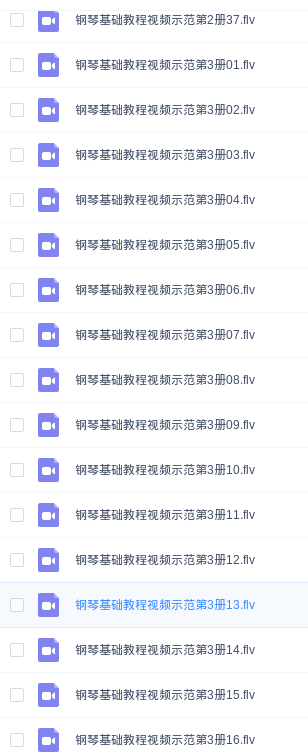 钢琴基础教程视频示范第2册37.flv
钢琴基础教程视频示范第3册01.flv
钢琴基础教程视频示范第3册02.flv
钢琴基础教程视频示范第3册03.flv
钢琴基础教程视频示范第3册04.flv
钢琴基础教程视频示范第3册05.flv
钢琴基础教程视频示范第3册06.flv
钢琴基础教程视频示范第3册07.flv
钢琴基础教程视频示范第3册08.flv
钢琴基础教程视频示范第3册09.flv
钢琴基础教程视频示范第3册10.flv
钢琴基础教程视频示范第3册11.flv
钢琴基础教程视频示范第3册12.flv
钢琴基础教程视频示范第3册13.flv
钢琴基础教程视频示范第3册14.flv
钢琴基础教程视频示范第3册15.flv
钢琴基础教程视频示范第3册16.flv